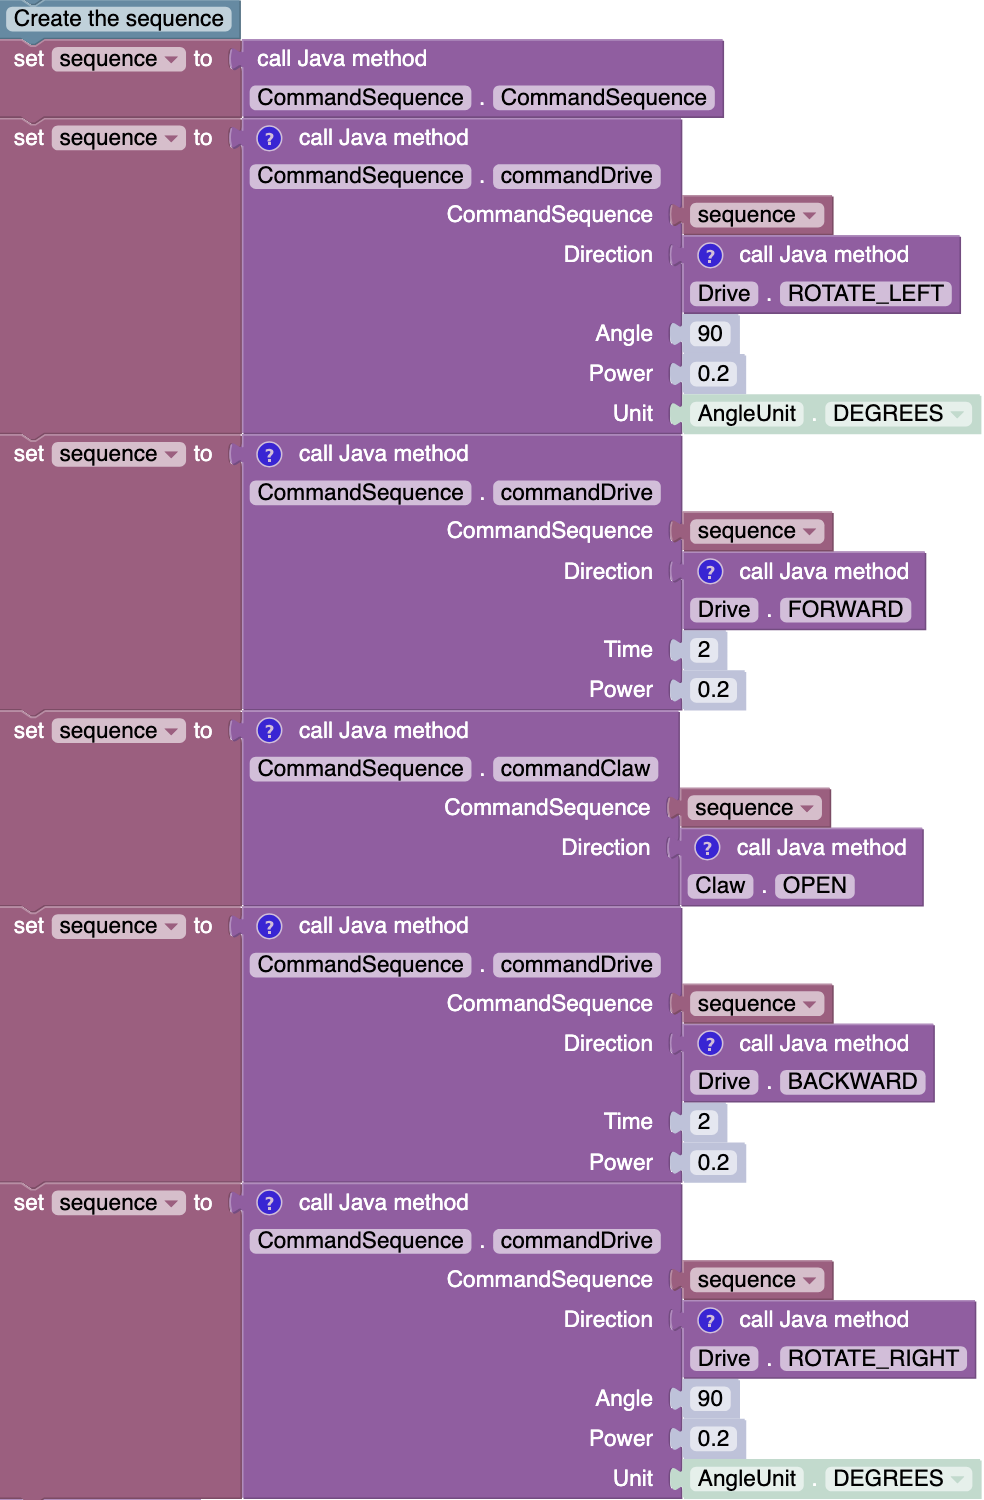 Create the sequence
set sequence to call Java method
CommandSequence . CommandSequence
set sequence to ? call Java method
CommandSequence . commandDrive
CommandSequence sequence
Direction ? call Java method
Drive . ROTATE_LEFT
Angle 90
Power 0.2
Unit AngleUnit . DEGREES
set sequence to ? call Java method
CommandSequence . commandDrive
CommandSequence sequence
Direction ? call Java method
Drive . FORWARD
Time 2
Power 0.2
set sequence to ? call Java method
CommandSequence . commandClaw
CommandSequence sequence
Direction ? call Java method
Claw . OPEN
set sequence to ? call Java method
CommandSequence . commandDrive
CommandSequence sequence
Direction ? call Java method
Drive . BACKWARD
Time 2
Power 0.2
set sequence to ? call Java method
CommandSequence . commandDrive
CommandSequence sequence
Direction ? call Java method
Drive . ROTATE_RIGHT
Angle 90
Power 0.2
Unit AngleUnit . DEGREES